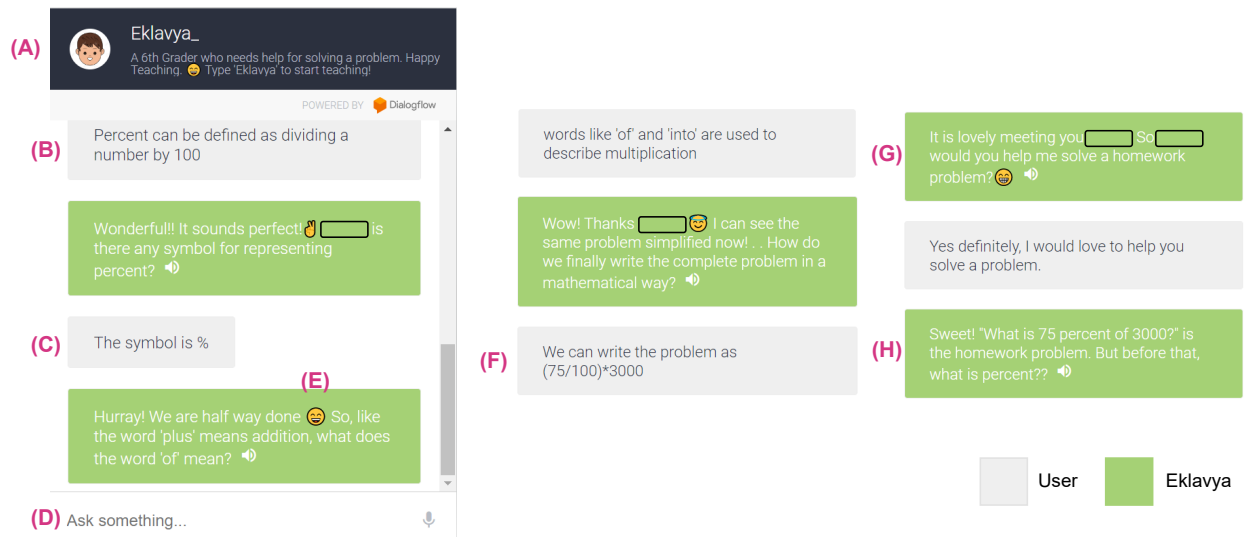 (A)
Eklavya_
A 6th Grader who needs help for solving a problem. Happy
Teaching. 😄 Type 'Eklavya' to start teaching!
POWERED BY Dialogflow
(B)
Percent can be defined as dividing a
number by 100
Wonderful!! It sounds perfect!✌ is
there any symbol for representing
percent?
(C)
The symbol is %
(E)
Hurray! We are half way done 😄 So, like
the word 'plus' means addition, what does
the word 'of' mean?
(D)
Ask something...
words like 'of' and 'into' are used to
describe multiplication
Wow! Thanks 😇 I can see the
same problem simplified now! . . How do
we finally write the complete problem in a
mathematical way?
(F)
We can write the problem as
(75/100)*3000
(G)
It is lovely meeting you So
would you help me solve a homework
problem?😁
Yes definitely, I would love to help you
solve a problem.
(H)
Sweet! "What is 75 percent of 3000?" is
the homework problem. But before that,
what is percent??
User
Eklavya